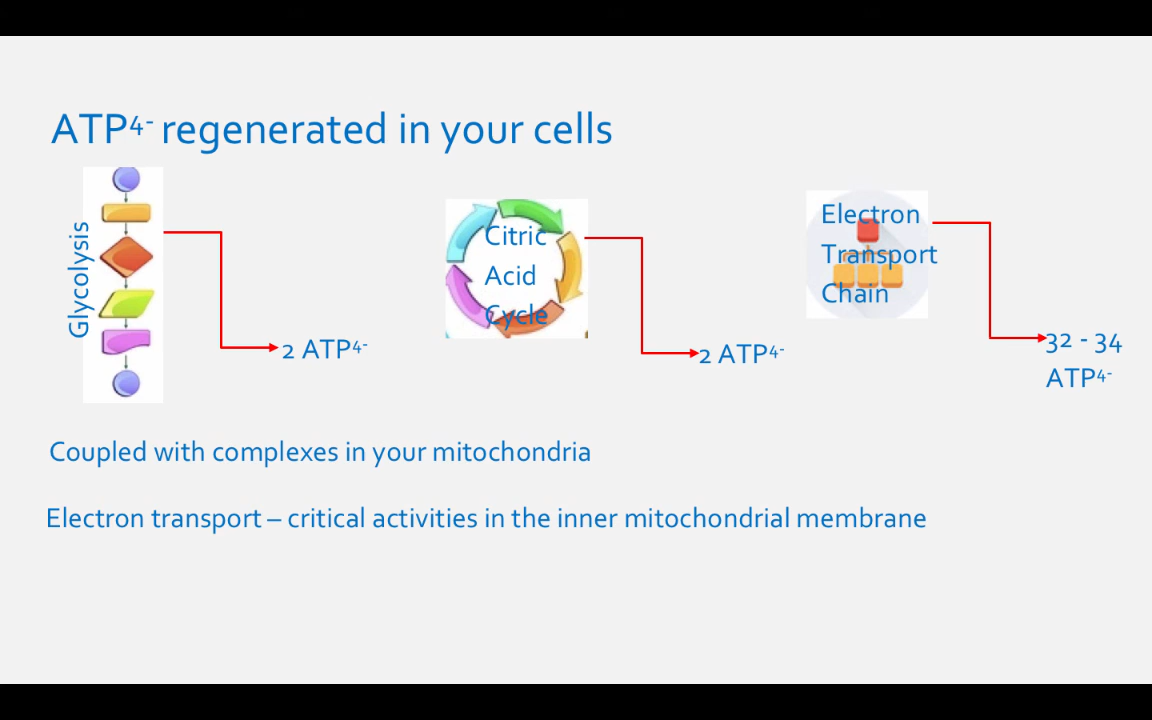 ATP⁴⁻ regenerated in your cells
Glycolysis
2 ATP⁴⁻
Citric
Acid
Cycle
2 ATP⁴⁻
Electron
Transport
Chain
32 - 34
ATP⁴⁻
Coupled with complexes in your mitochondria
Electron transport – critical activities in the inner mitochondrial membrane